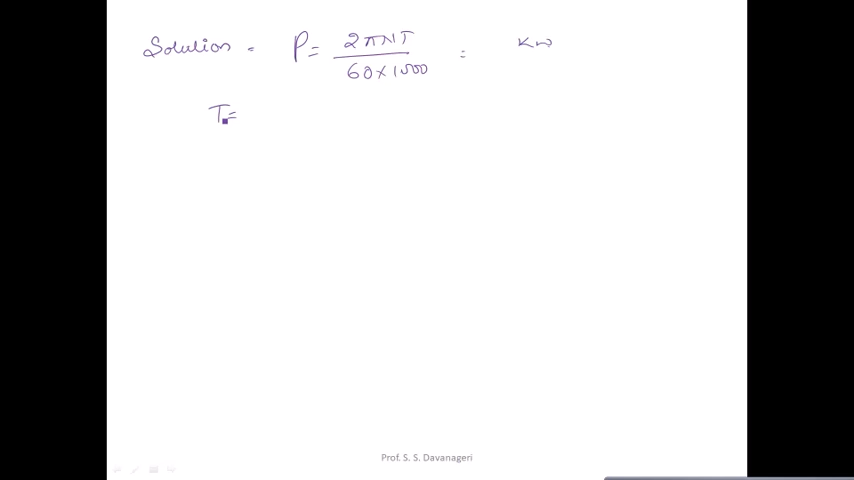 Solution - P = 2πNT / 60×1000 = Kw
T =
Prof. S. S. Davanageri